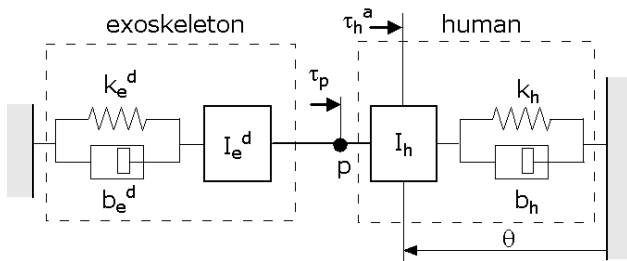 exoskeleton
τₕᵃ
human
kₑᵈ
τₚ
kₕ
Iₑᵈ
Iₕ
p
bₑᵈ
bₕ
θ